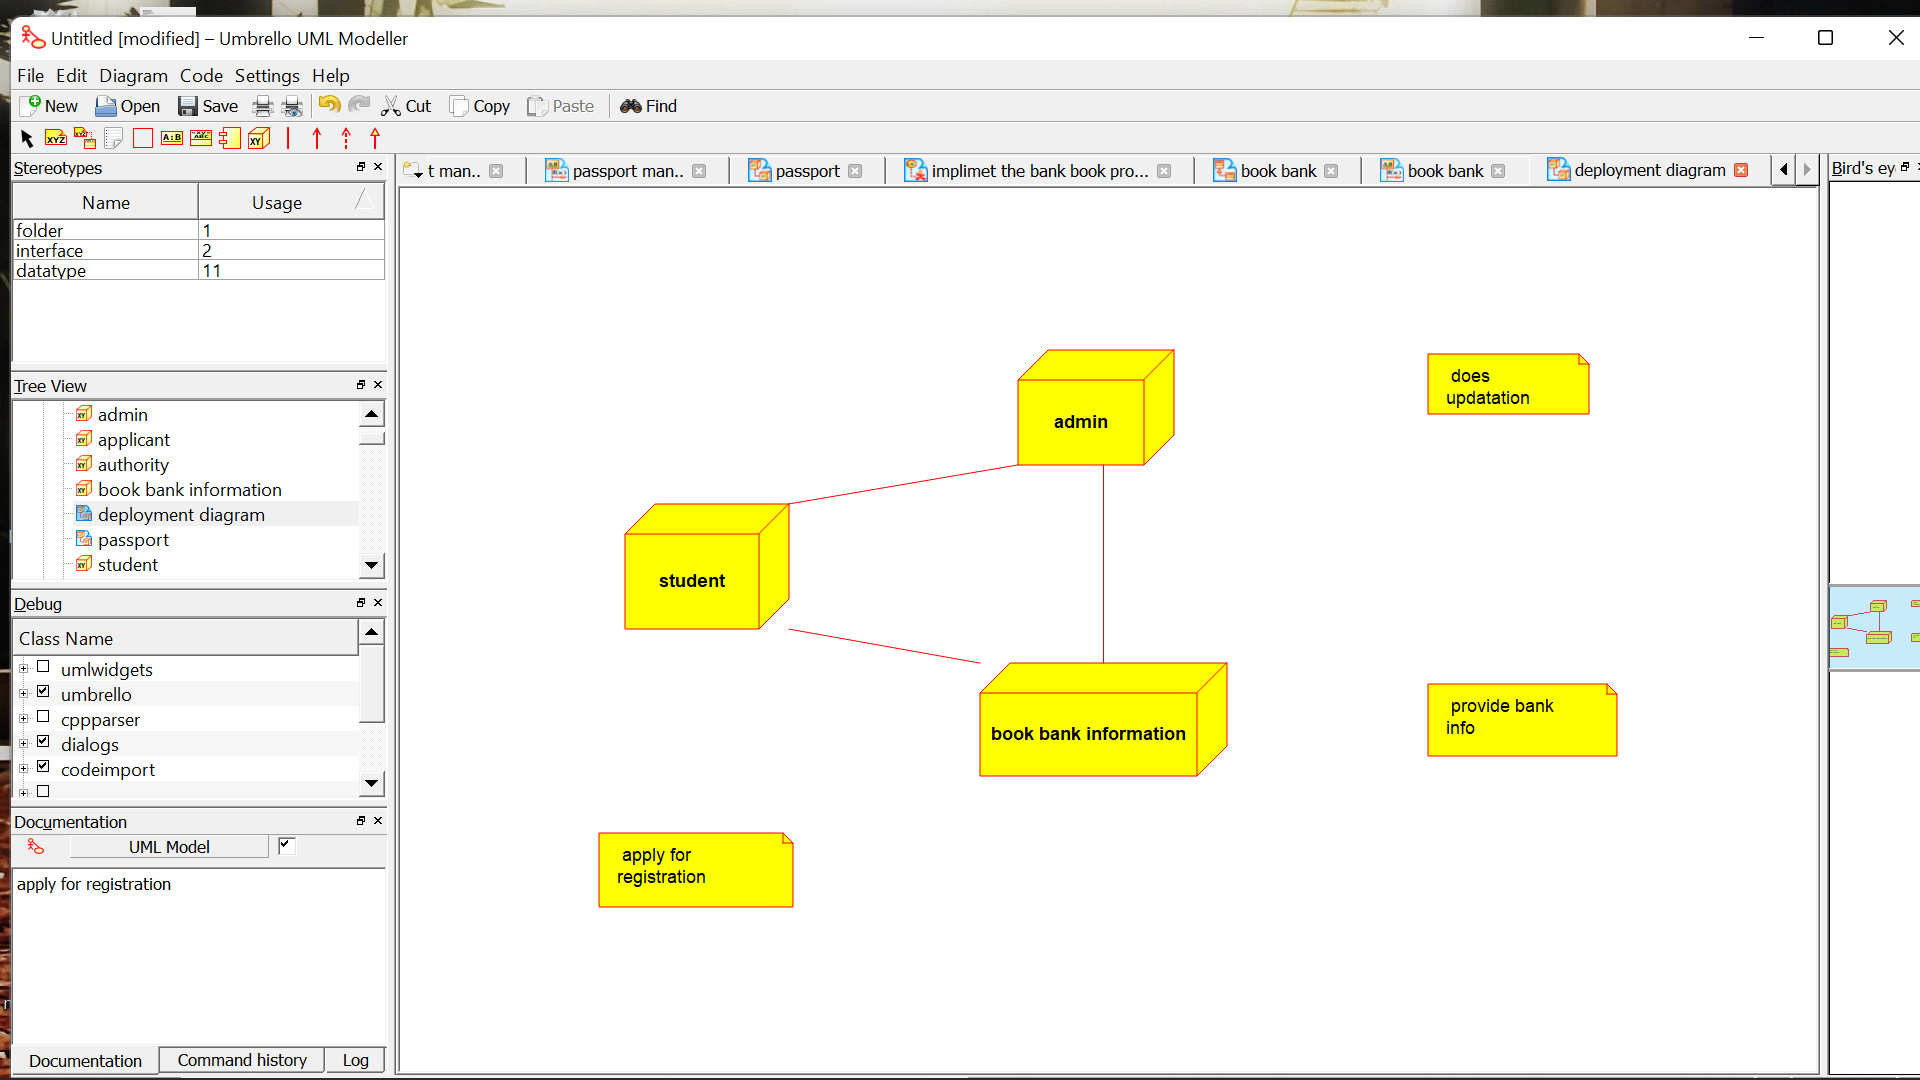 Untitled [modified] – Umbrello UML Modeller
File Edit Diagram Code Settings Help
New Open Save Cut Copy Paste Find
Stereotypes
Name Usage
folder 1
interface 2
datatype 11
Tree View
admin
applicant
authority
book bank information
deployment diagram
passport
student
Debug
Class Name
umlwidgets
umbrello
cppparser
dialogs
codeimport
Documentation
UML Model
apply for registration
Documentation Command history Log
t man.. passport man.. passport implimet the bank book pro... book bank book bank deployment diagram
Bird's ey
admin
does
updatation
student
book bank information
provide bank
info
apply for
registration